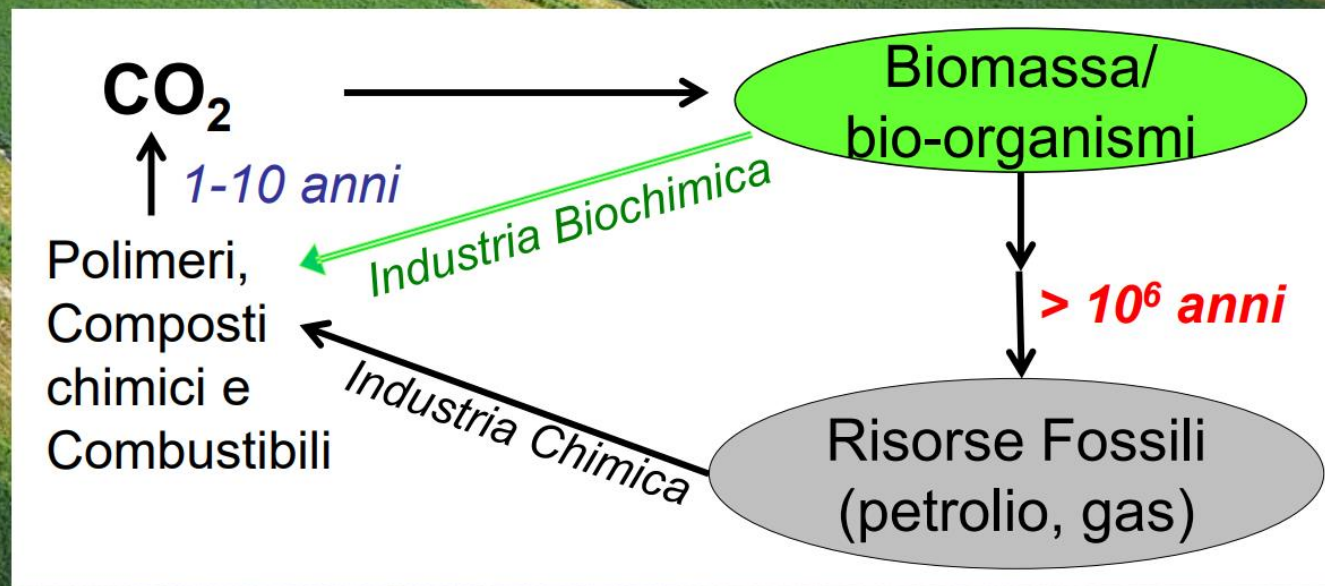 CO₂
Biomassa/
bio-organismi
1-10 anni
Industria Biochimica
Polimeri,
Composti
chimici e
Combustibili
> 10⁶ anni
Industria Chimica
Risorse Fossili
(petrolio, gas)